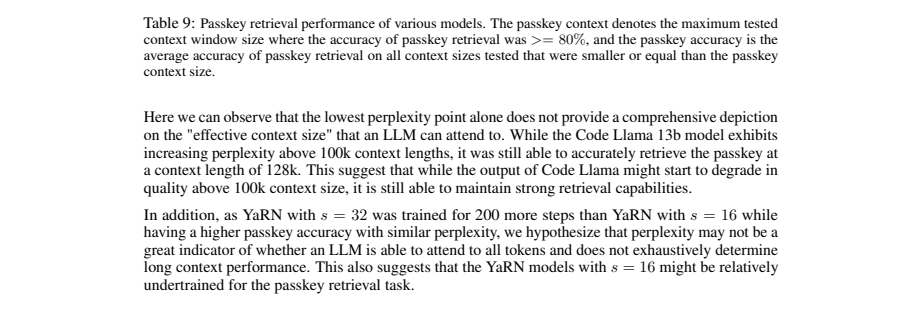 Table 9: Passkey retrieval performance of various models. The passkey context denotes the maximum tested
context window size where the accuracy of passkey retrieval was >= 80%, and the passkey accuracy is the
average accuracy of passkey retrieval on all context sizes tested that were smaller or equal than the passkey
context size.
Here we can observe that the lowest perplexity point alone does not provide a comprehensive depiction
on the "effective context size" that an LLM can attend to. While the Code Llama 13b model exhibits
increasing perplexity above 100k context lengths, it was still able to accurately retrieve the passkey at
a context length of 128k. This suggest that while the output of Code Llama might start to degrade in
quality above 100k context size, it is still able to maintain strong retrieval capabilities.
In addition, as YaRN with s = 32 was trained for 200 more steps than YaRN with s = 16 while
having a higher passkey accuracy with similar perplexity, we hypothesize that perplexity may not be a
great indicator of whether an LLM is able to attend to all tokens and does not exhaustively determine
long context performance. This also suggests that the YaRN models with s = 16 might be relatively
undertrained for the passkey retrieval task.